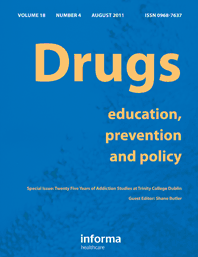 VOLUME 18 NUMBER 4 AUGUST 2011 ISSN 0968-7637
Drugs
education,
prevention
and policy
Special Issue: Twenty Five Years of Addiction Studies at Trinity College Dublin
Guest Editor: Shane Butler
informa
healthcare